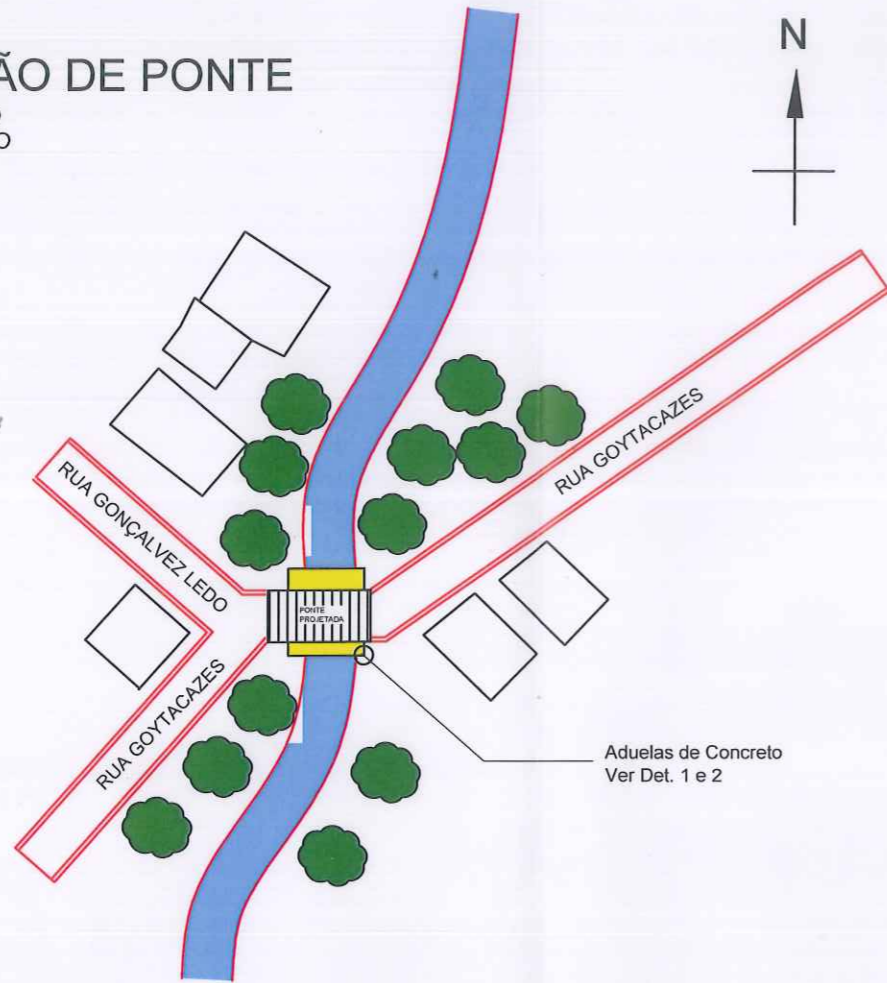 ÃO DE PONTE
O
N
RUA GOYTACAZES
RUA GONÇALVEZ LEDO
PONTE
PROJETADA
RUA GOYTACAZES
Aduelas de Concreto
Ver Det. 1 e 2